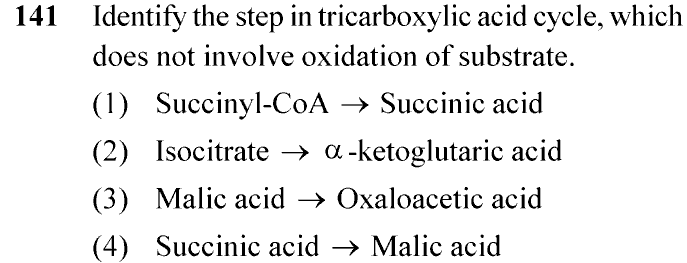 141 Identify the step in tricarboxylic acid cycle, which
does not involve oxidation of substrate.
(1) Succinyl-CoA → Succinic acid
(2) Isocitrate → α-ketoglutaric acid
(3) Malic acid → Oxaloacetic acid
(4) Succinic acid → Malic acid